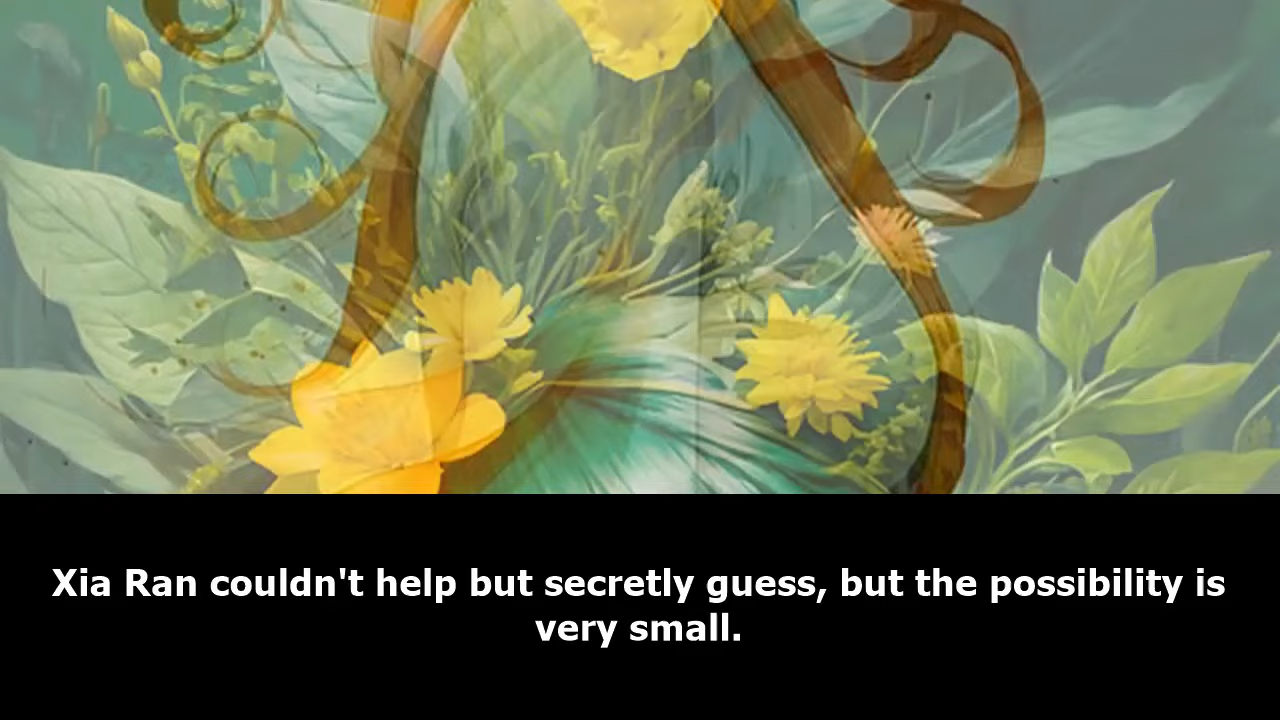 Xia Ran couldn't help but secretly guess, but the possibility is
very small.